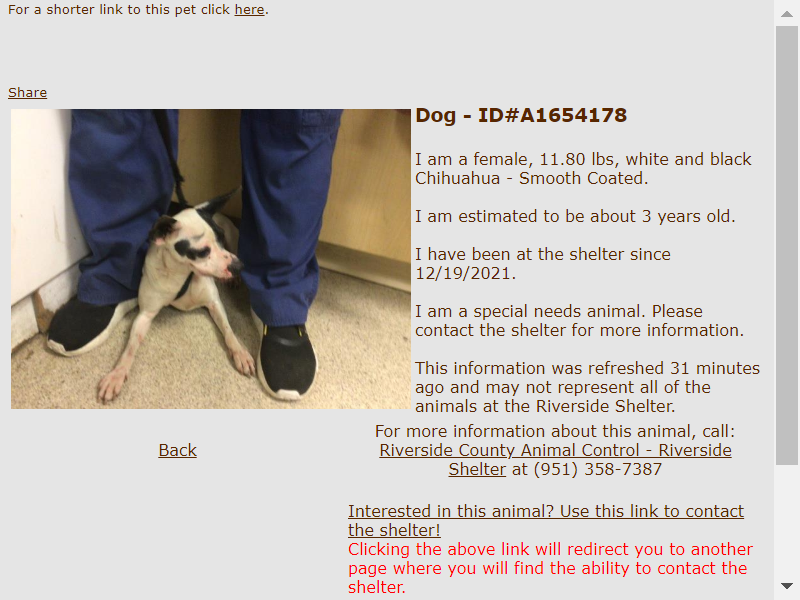 For a shorter link to this pet click here.
Share
Dog - ID#A1654178
I am a female, 11.80 lbs, white and black
Chihuahua - Smooth Coated.
I am estimated to be about 3 years old.
I have been at the shelter since
12/19/2021.
I am a special needs animal. Please
contact the shelter for more information.
This information was refreshed 31 minutes
ago and may not represent all of the
animals at the Riverside Shelter.
Back
For more information about this animal, call:
Riverside County Animal Control - Riverside
Shelter at (951) 358-7387
Interested in this animal? Use this link to contact
the shelter!
Clicking the above link will redirect you to another
page where you will find the ability to contact the
shelter.